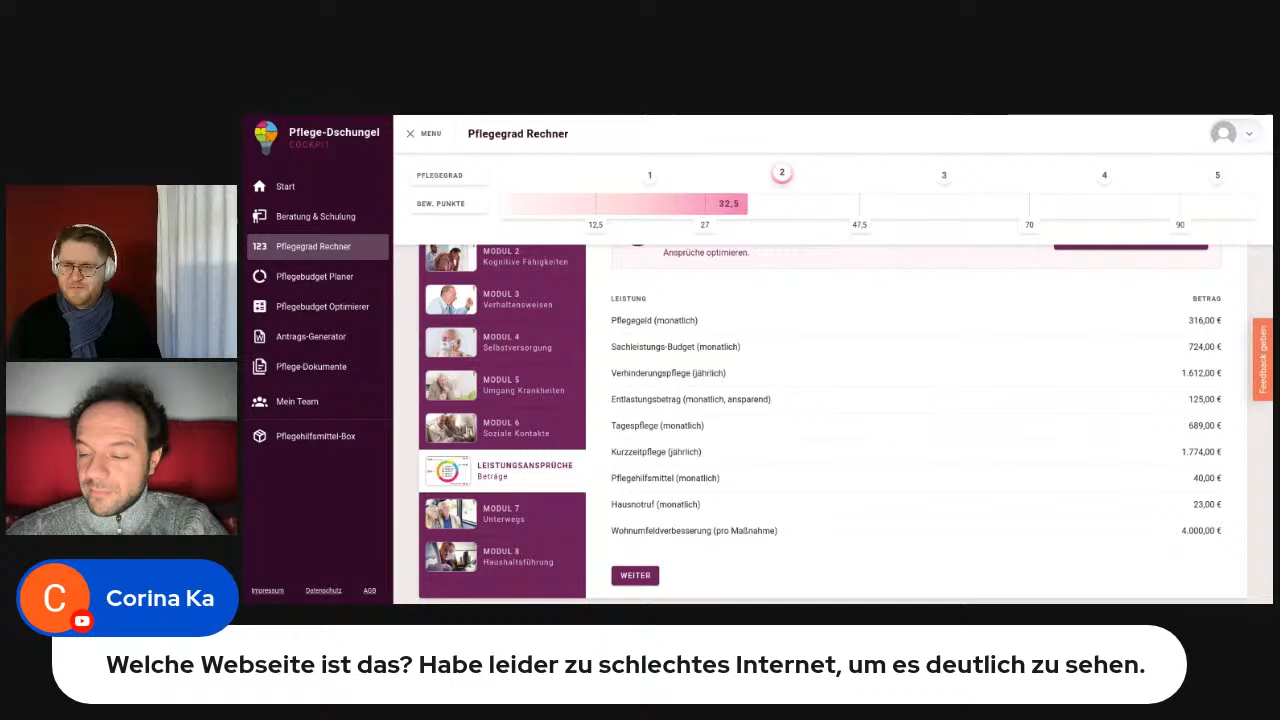 Pflege-Dschungel
COCKPIT
Start
Beratung & Schulung
123 Pflegegrad Rechner
Pflegebudget Planer
Pflegebudget Optimierer
Antrags-Generator
Pflege-Dokumente
Mein Team
Pflegehilfsmittel-Box
Impressum Datenschutz AGB
MENU Pflegegrad Rechner
PFLEGEGRAD 1 2 3 4 5
GEW. PUNKTE 32,5
12,5 27 47,5 70 90
MODUL 2
Kognitive Fähigkeiten
MODUL 3
Verhaltensweisen
MODUL 4
Selbstversorgung
MODUL 5
Umgang Krankheiten
MODUL 6
Soziale Kontakte
LEISTUNGSANSPRÜCHE
Beträge
MODUL 7
Unterwegs
MODUL 8
Haushaltsführung
Ansprüche optimieren.
LEISTUNG BETRAG
Pflegegeld (monatlich) 316,00 €
Sachleistungs-Budget (monatlich) 724,00 €
Verhinderungspflege (jährlich) 1.612,00 €
Entlastungsbetrag (monatlich, ansparend) 125,00 €
Tagespflege (monatlich) 689,00 €
Kurzzeitpflege (jährlich) 1.774,00 €
Pflegehilfsmittel (monatlich) 40,00 €
Hausnotruf (monatlich) 23,00 €
Wohnumfeldverbesserung (pro Maßnahme) 4.000,00 €
WEITER
Feedback geben
C Corina Ka
Welche Webseite ist das? Habe leider zu schlechtes Internet, um es deutlich zu sehen.